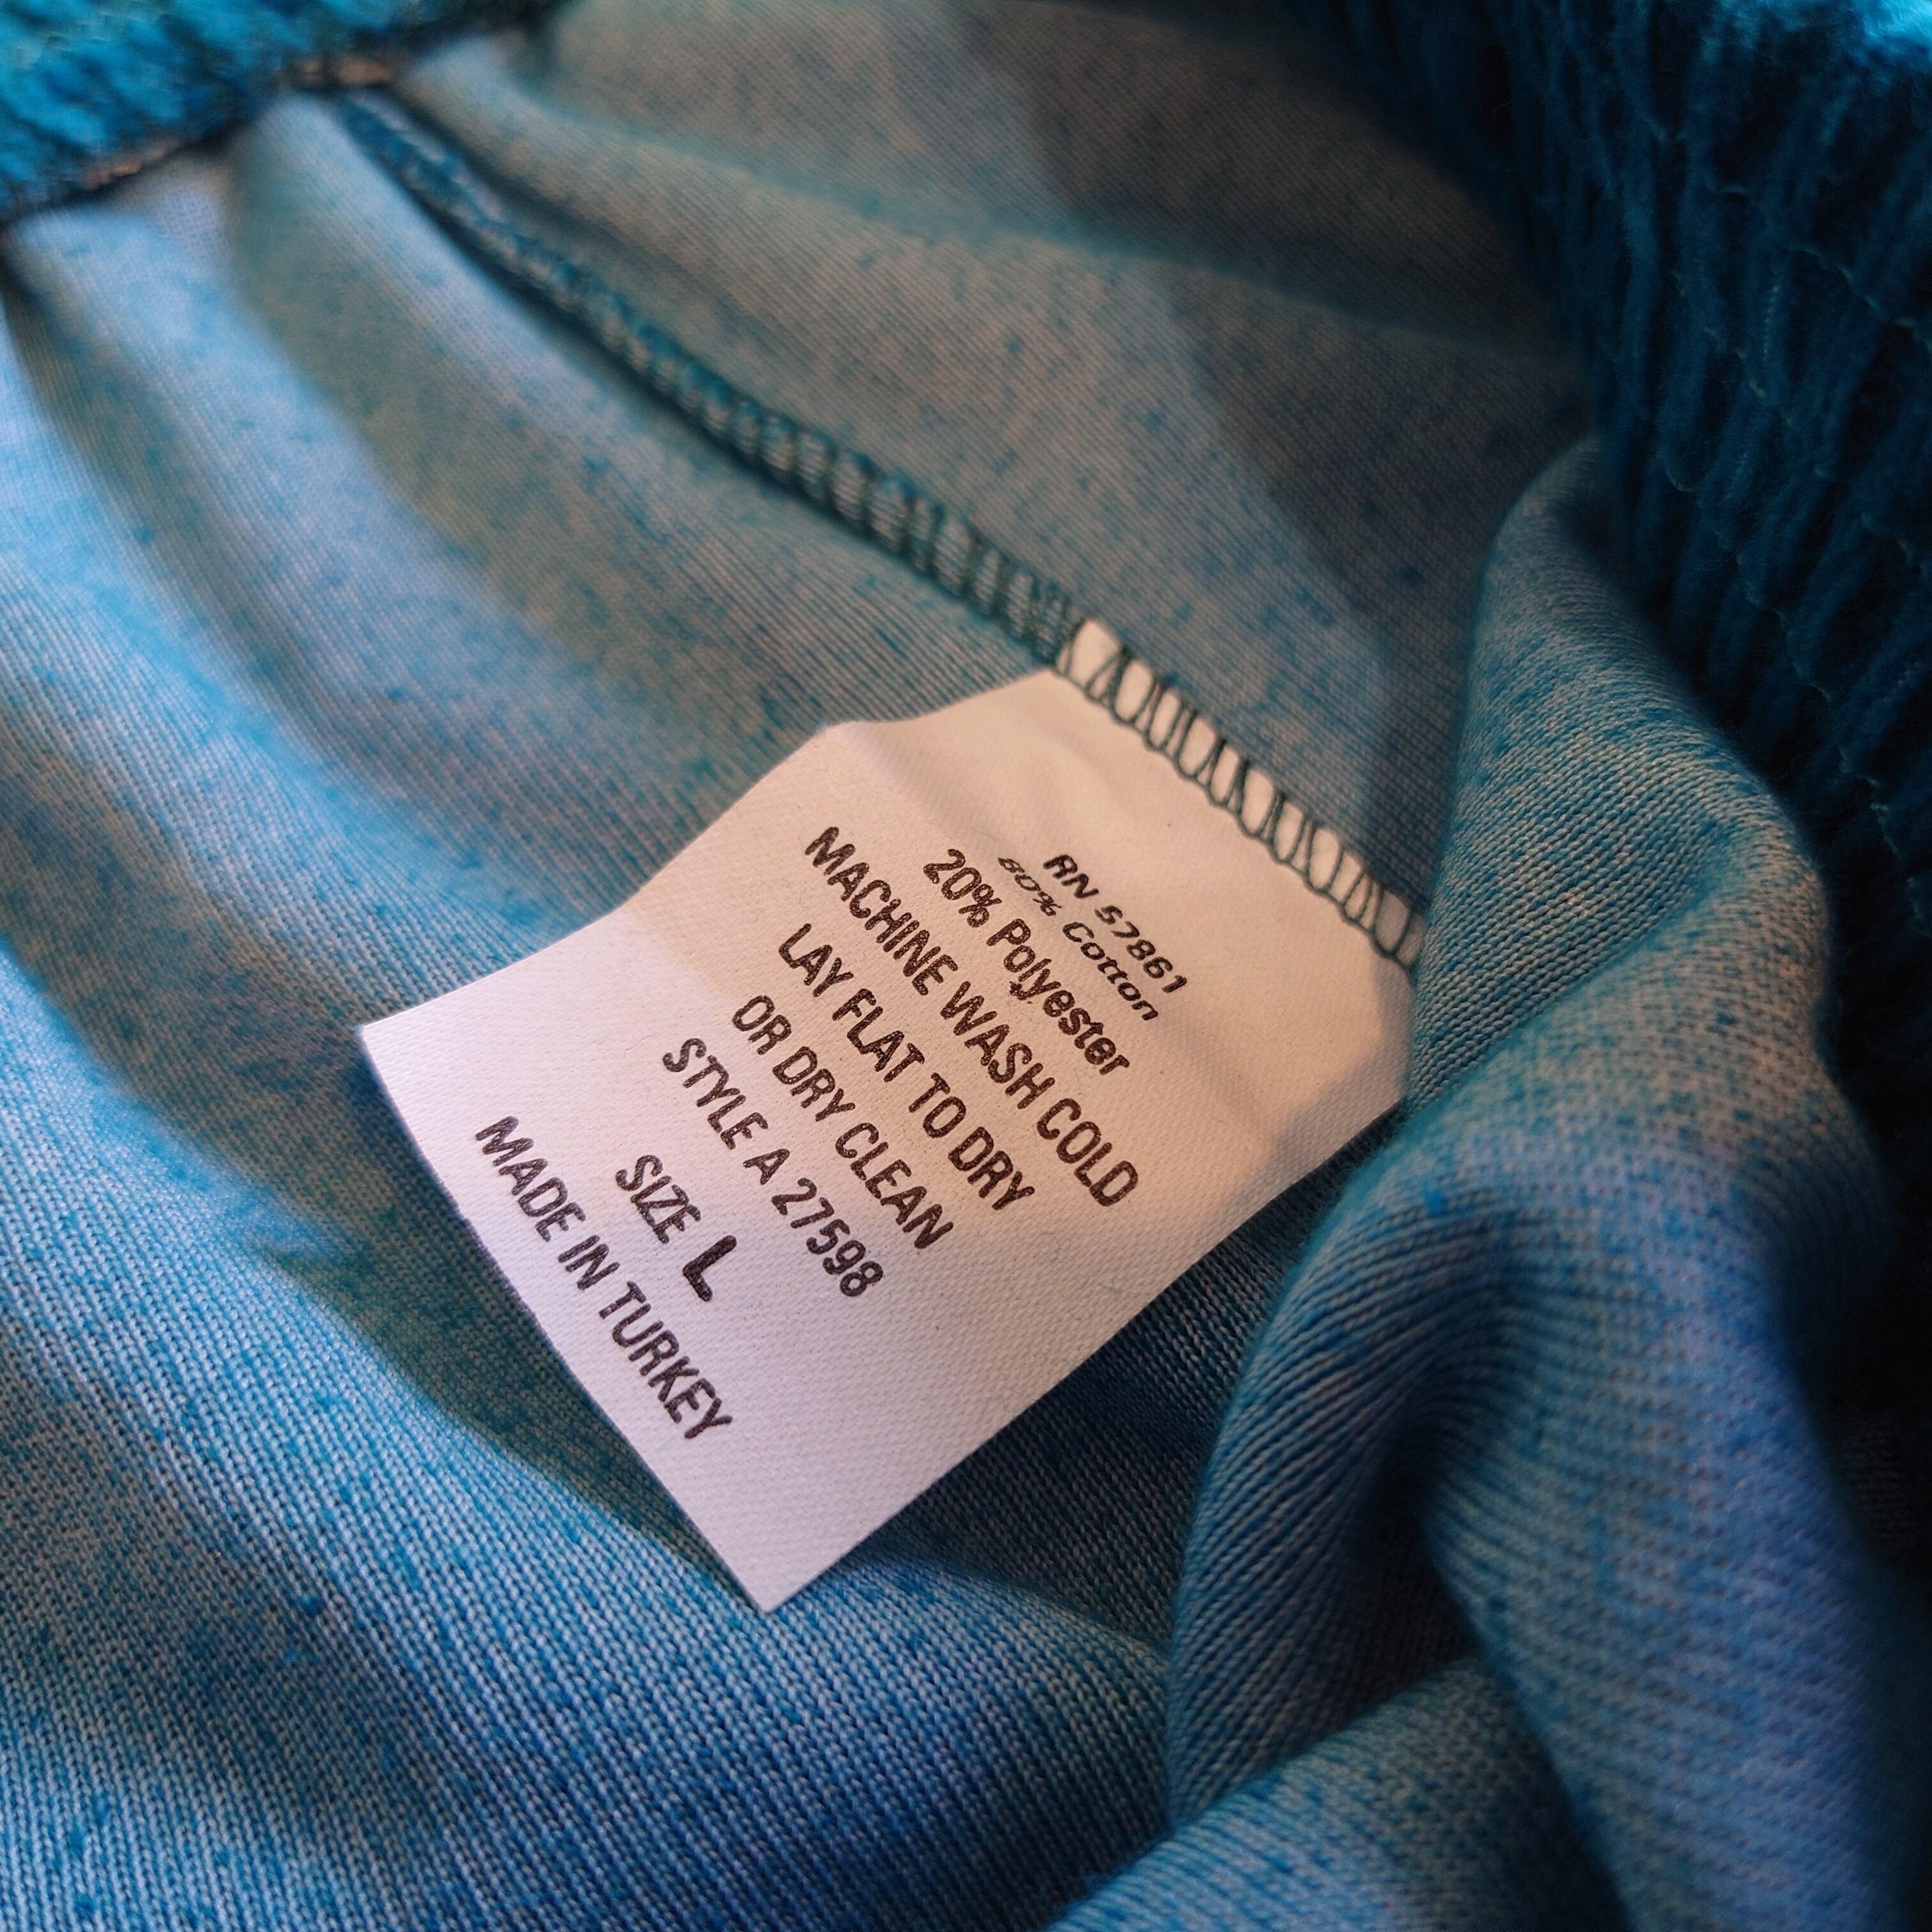 RN 57861
80% Cotton
20% Polyester
MACHINE WASH COLD
LAY FLAT TO DRY
OR DRY CLEAN
STYLE A 27598
SIZE L
MADE IN TURKEY